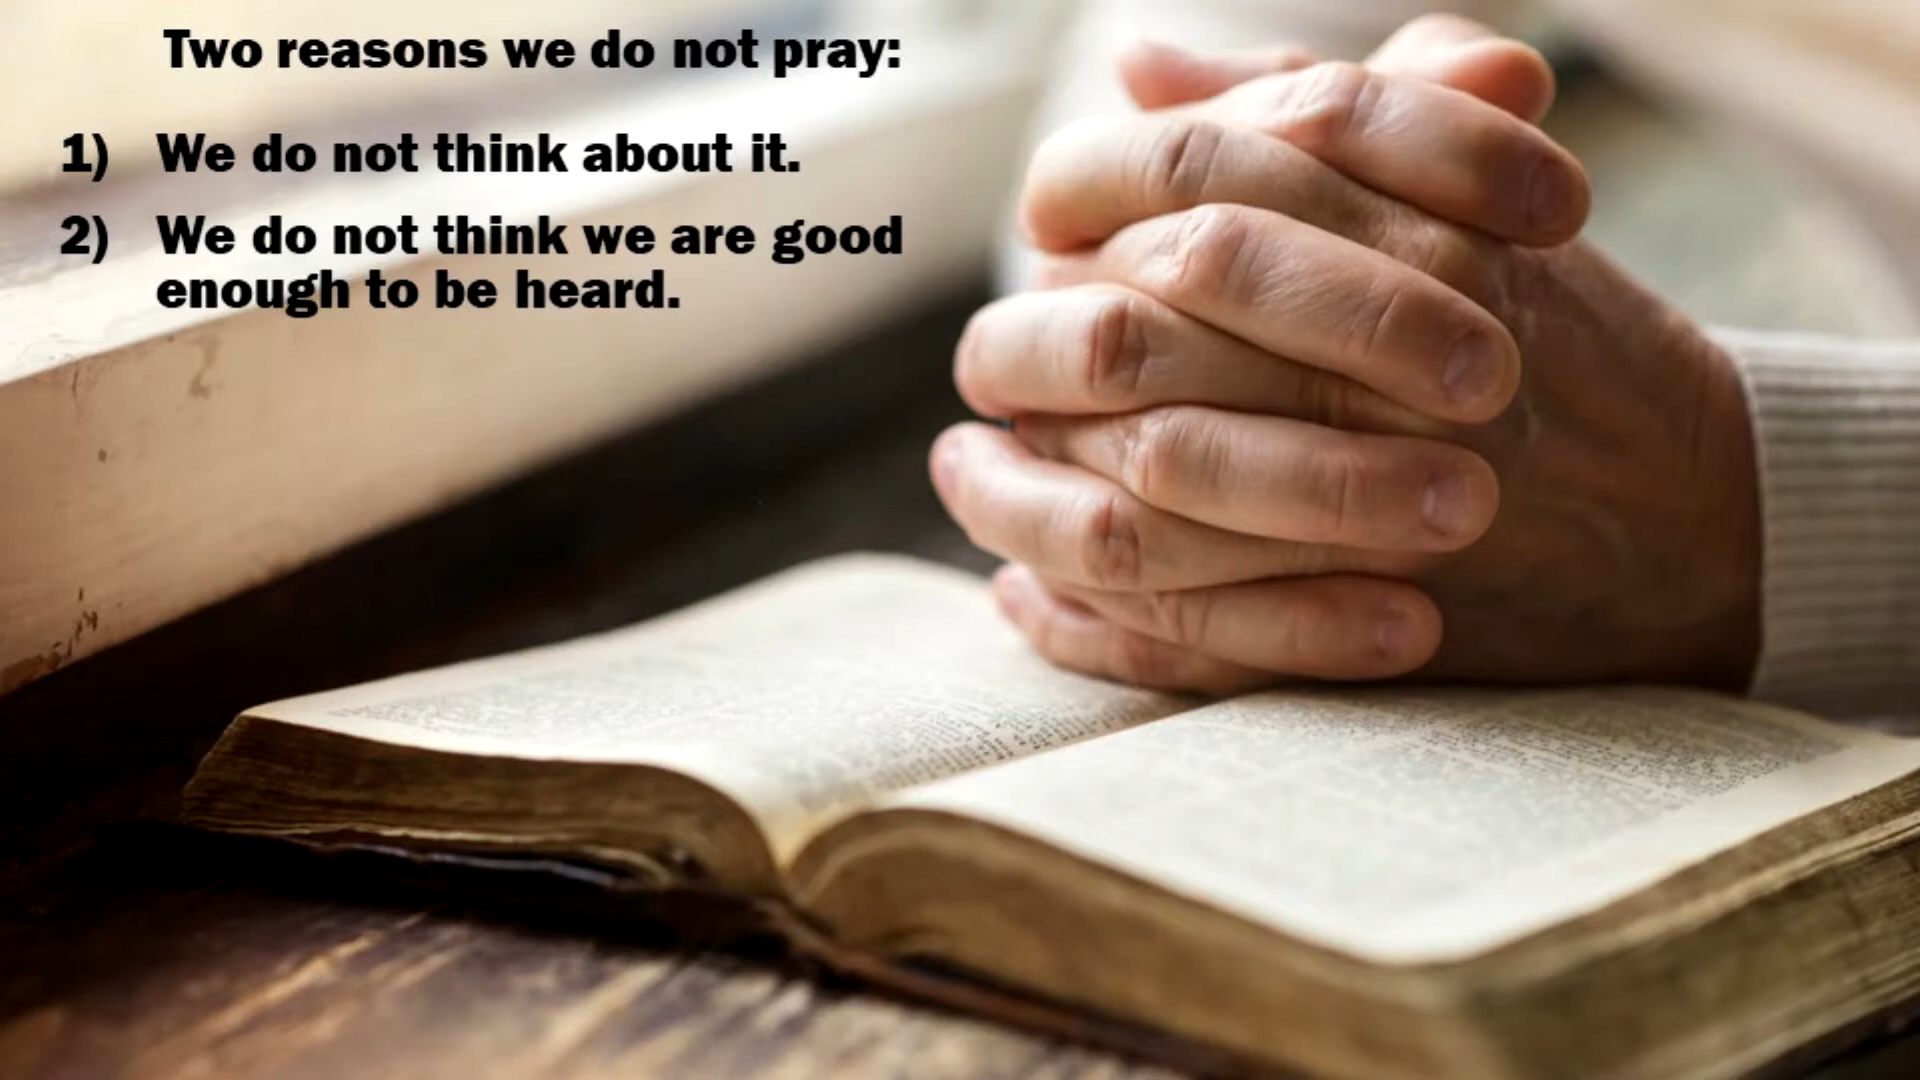 Two reasons we do not pray:
1) We do not think about it.
2) We do not think we are good
enough to be heard.